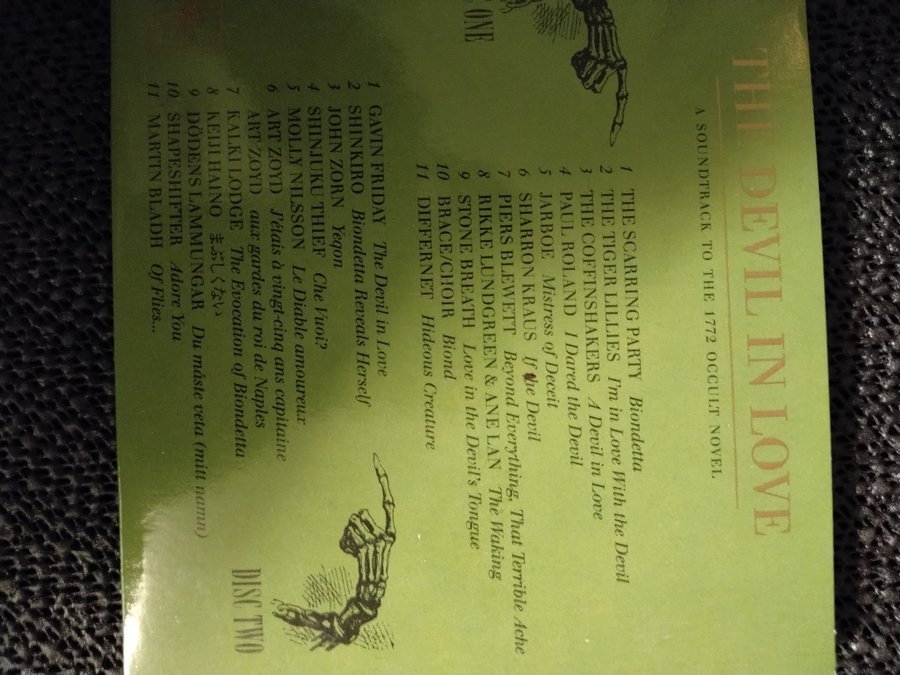 THE DEVIL IN LOVE
A SOUNDTRACK TO THE 1772 OCCULT NOVEL
ONE
1 THE SCARRING PARTY Biondetta
2 THE TIGER LILLIES I'm in Love With the Devil
3 THE COFFINSHAKERS A Devil in Love
4 PAUL ROLAND I Dared the Devil
5 JARBOE Mistress of Deceit
6 SHARRON KRAUS If the Devil
7 PIERS BLEWETT Beyond Everything, That Terrible Ache
8 RIKKE LUNDGREEN & ANE LAN The Waking
9 STONE BREATH Love in the Devil's Tongue
10 BRACE/CHOIR Biond
11 DIFFERNET Hideous Creature
1 GAVIN FRIDAY The Devil in Love
2 SHINKIRO Biondetta Reveals Herself
3 JOHN ZORN Yeqon
4 SHINJUKU THIEF Che Vuoi?
5 MOLLY NILSSON Le Diable amoureux
6 ART ZOYD J'étais à vingt-cinq ans capitaine
ART ZOYD aux gardes du roi de Naples
7 KALKI LODGE The Evocation of Biondetta
8 KEIJI HAINO まぶしくない
9 DÖDENS LAMMUNGAR Du måste veta (mitt namn)
10 SHAPESHIFTER Adore You
11 MARTIN BLADH Of Flies...
DISC TWO